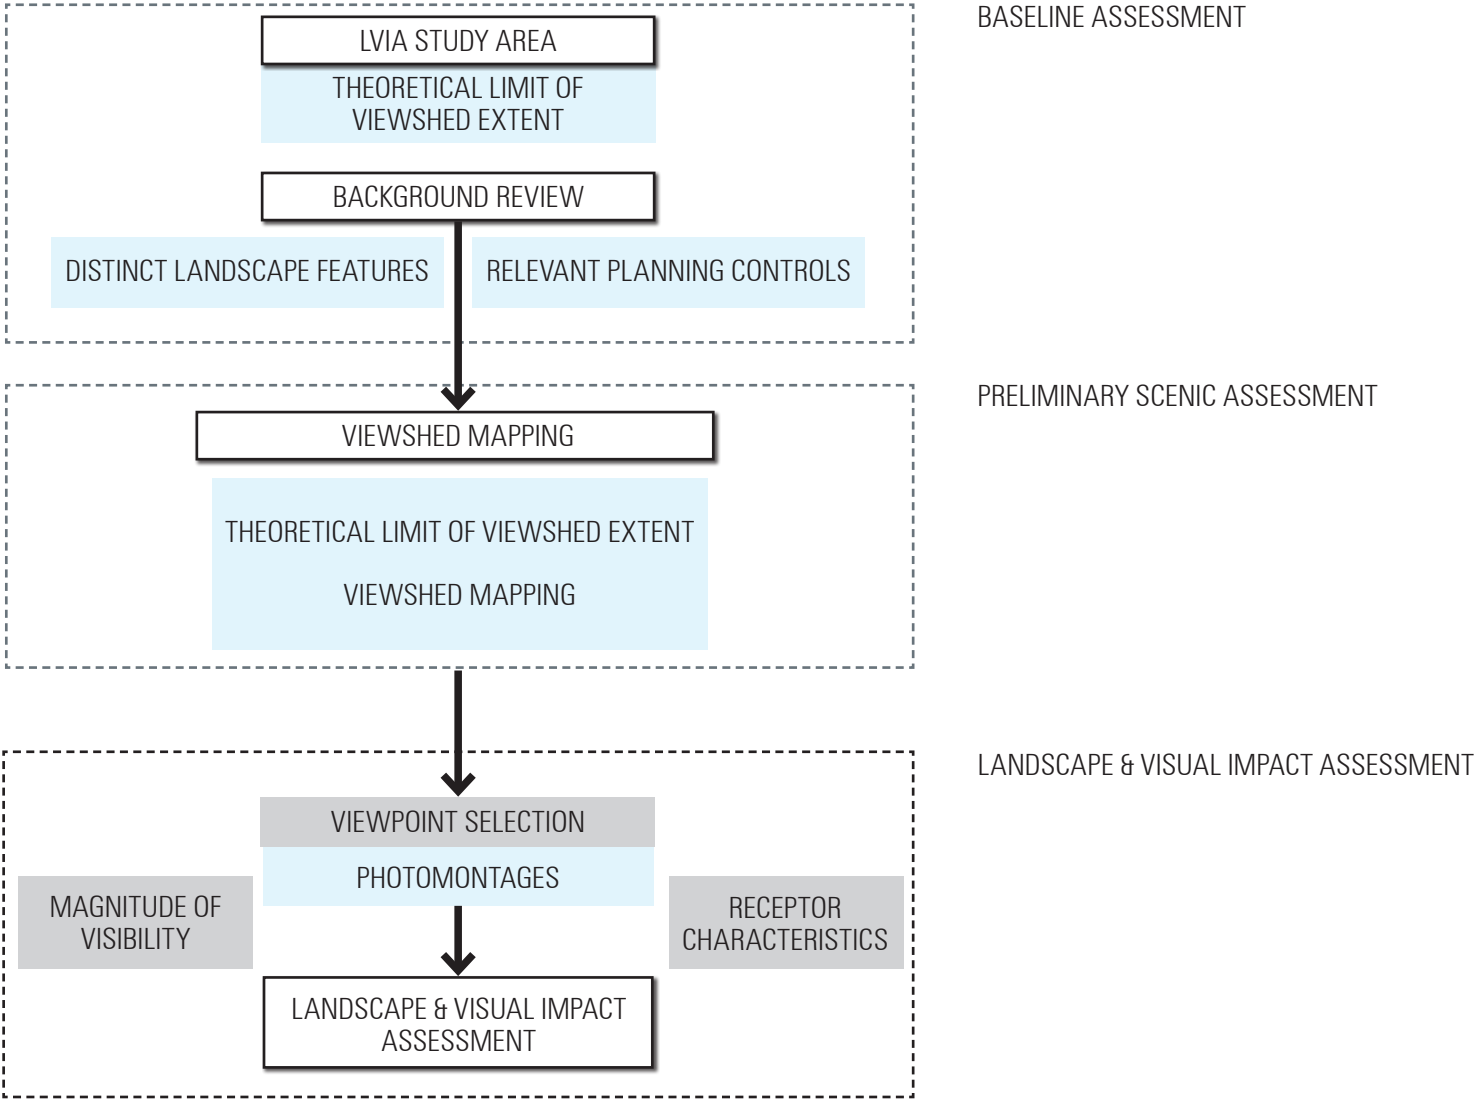 BASELINE ASSESSMENT
LVIA STUDY AREA
THEORETICAL LIMIT OF
VIEWSHED EXTENT
BACKGROUND REVIEW
DISTINCT LANDSCAPE FEATURES
RELEVANT PLANNING CONTROLS
PRELIMINARY SCENIC ASSESSMENT
VIEWSHED MAPPING
THEORETICAL LIMIT OF VIEWSHED EXTENT
VIEWSHED MAPPING
LANDSCAPE & VISUAL IMPACT ASSESSMENT
VIEWPOINT SELECTION
PHOTOMONTAGES
MAGNITUDE OF
VISIBILITY
RECEPTOR
CHARACTERISTICS
LANDSCAPE & VISUAL IMPACT
ASSESSMENT